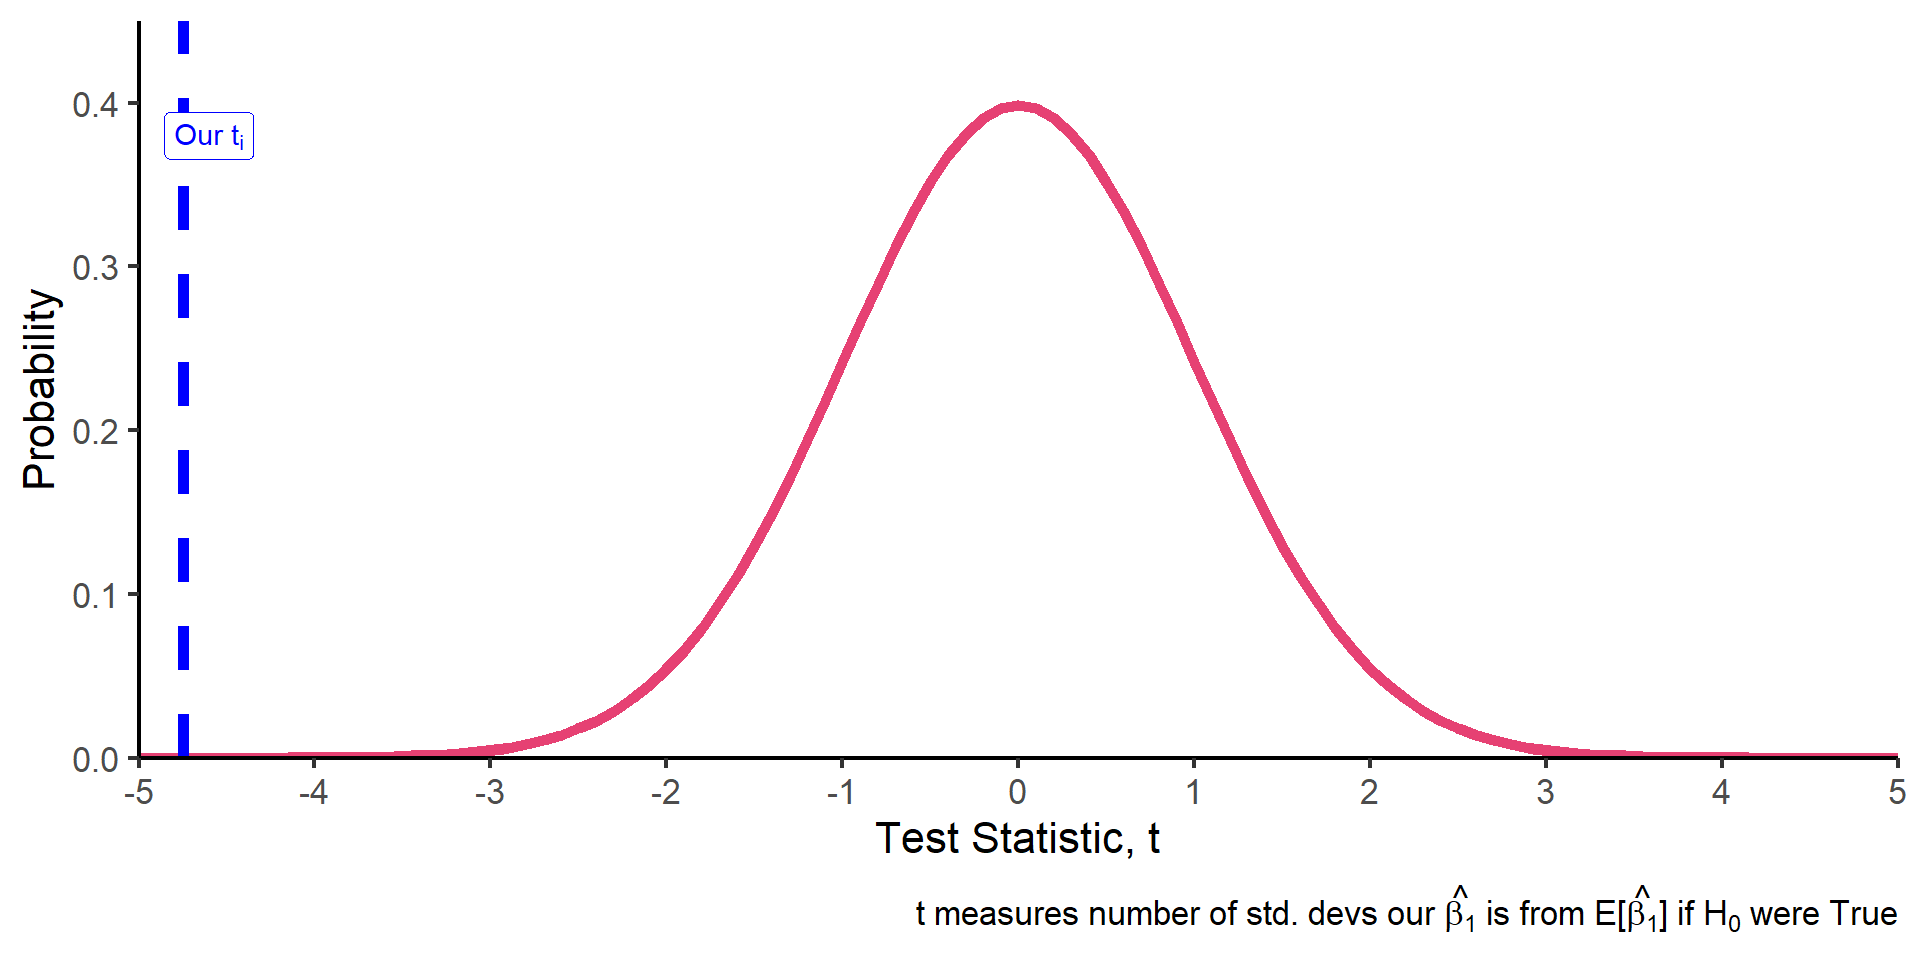 0.4
Our tᵢ
0.3
Probability
0.2
0.1
0.0
-5 -4 -3 -2 -1 0 1 2 3 4 5
Test Statistic, t
t measures number of std. devs our β̂₁ is from E[β̂₁] if H₀ were True